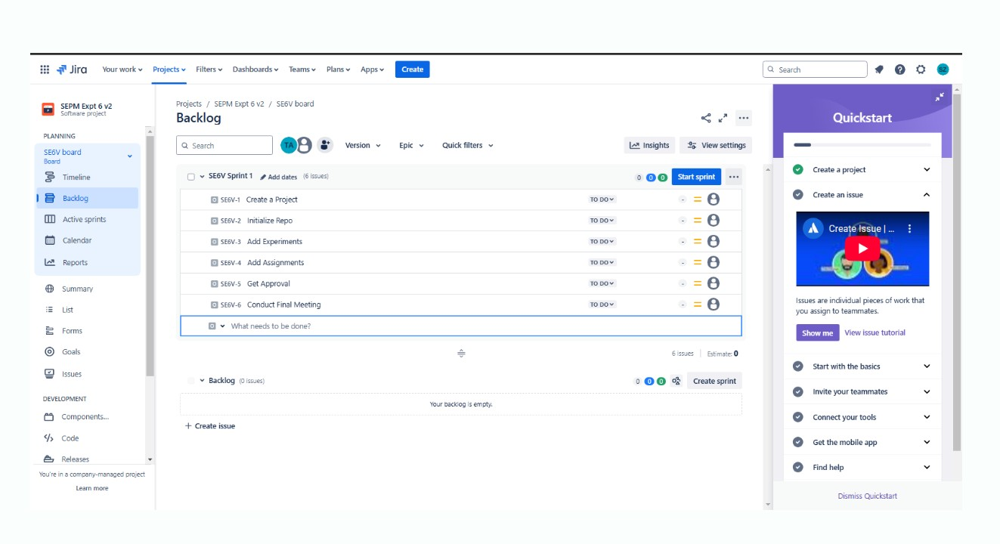 Jira Your work Projects Filters Dashboards Teams Plans Apps Create Search SZ
SEPM Expt 6 v2
Software project
PLANNING
SE6V board
Board
Timeline
Backlog
Active sprints
Calendar
Reports
Summary
List
Forms
Goals
Issues
DEVELOPMENT
Components...
Code
Releases
You're in a company-managed project
Learn more
Projects / SEPM Expt 6 v2 / SE6V board
Backlog
Search TA Version Epic Quick filters Insights View settings
SE6V Sprint 1 Add dates (6 issues) 0 0 0 Start sprint
SE6V-1 Create a Project TO DO -
SE6V-2 Initialize Repo TO DO -
SE6V-3 Add Experiments TO DO -
SE6V-4 Add Assignments TO DO -
SE6V-5 Get Approval TO DO -
SE6V-6 Conduct Final Meeting TO DO -
What needs to be done?
6 issues Estimate: 0
Backlog (0 issues) 0 0 0 Create sprint
Your backlog is empty.
+ Create issue
Quickstart
Create a project
Create an issue
Create Issue | ...
Issues are individual pieces of work that
you assign to teammates.
Show me View issue tutorial
Start with the basics
Invite your teammates
Connect your tools
Get the mobile app
Find help
Dismiss Quickstart